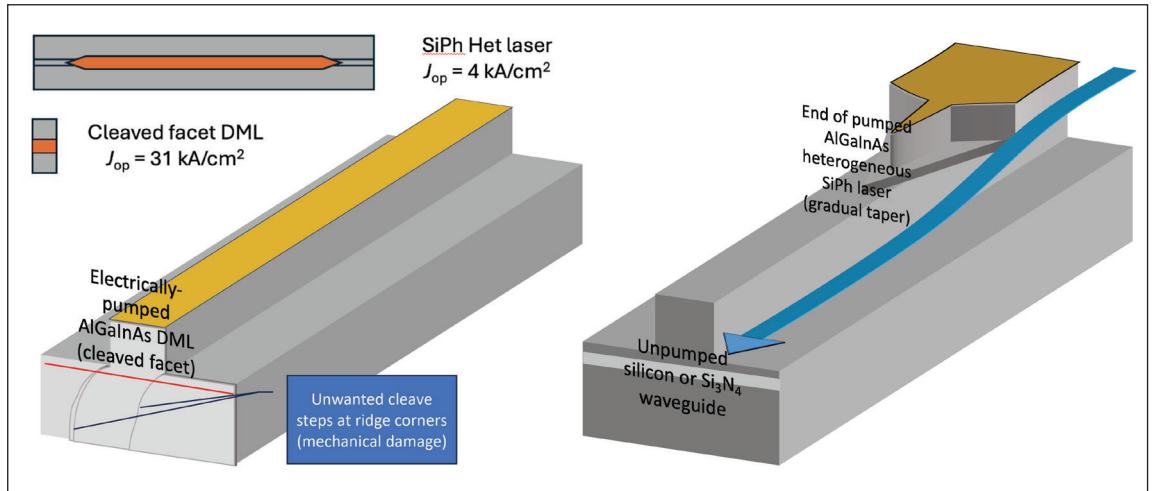 SiPh Het laser
Jop = 4 kA/cm²
Cleaved facet DML
Jop = 31 kA/cm²
Electrically-
pumped
AlGaInAs DML
(cleaved facet)
Unwanted cleave
steps at ridge corners
(mechanical damage)
End of pumped
AlGaInAs
heterogeneous
SiPh laser
(gradual taper)
Unpumped
silicon or Si₃N₄
waveguide